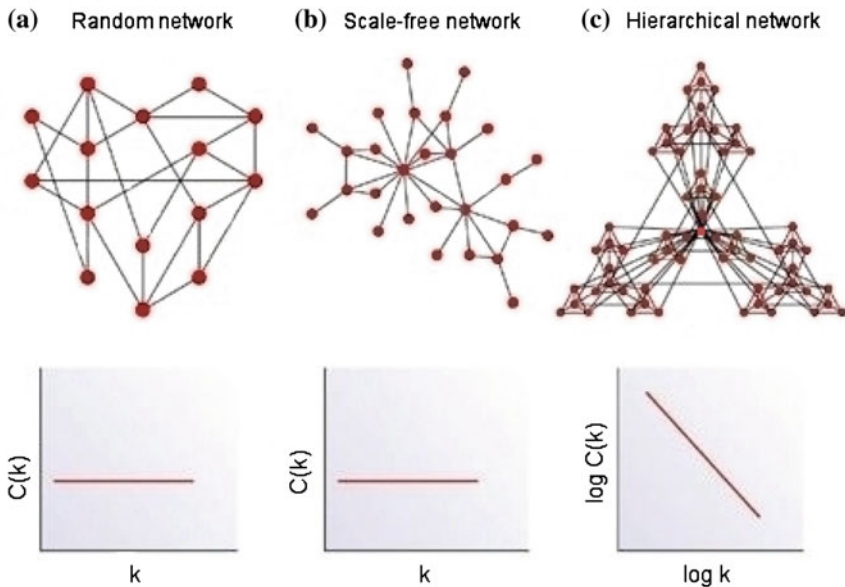 (a) Random network
(b) Scale-free network
(c) Hierarchical network
C(k)
k
C(k)
k
log C(k)
log k